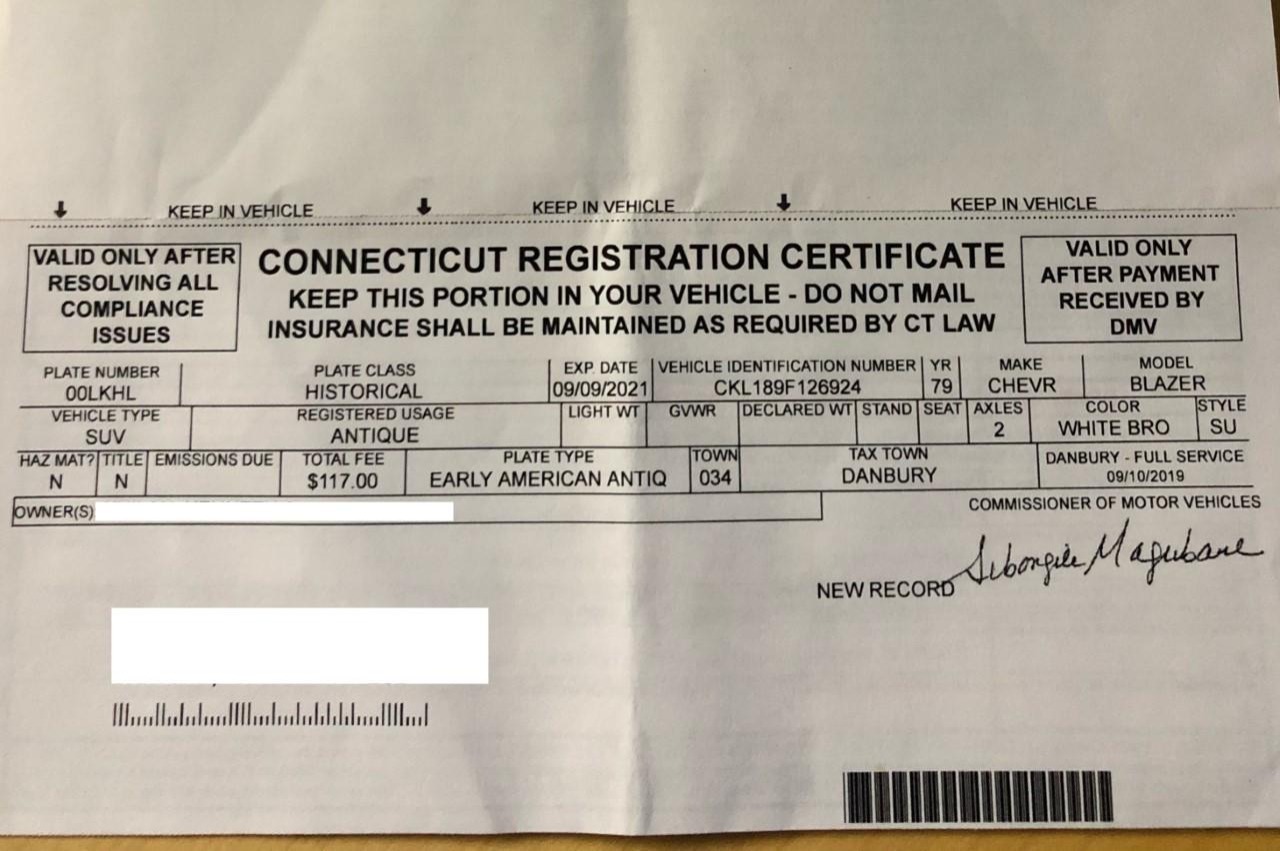 KEEP IN VEHICLE KEEP IN VEHICLE KEEP IN VEHICLE
VALID ONLY AFTER
RESOLVING ALL
COMPLIANCE
ISSUES
CONNECTICUT REGISTRATION CERTIFICATE
KEEP THIS PORTION IN YOUR VEHICLE - DO NOT MAIL
INSURANCE SHALL BE MAINTAINED AS REQUIRED BY CT LAW
VALID ONLY
AFTER PAYMENT
RECEIVED BY
DMV
PLATE NUMBER PLATE CLASS EXP. DATE VEHICLE IDENTIFICATION NUMBER YR MAKE MODEL
00LKHL HISTORICAL 09/09/2021 CKL189F126924 79 CHEVR BLAZER
VEHICLE TYPE REGISTERED USAGE LIGHT WT GVWR DECLARED WT STAND SEAT AXLES COLOR STYLE
SUV ANTIQUE 2 WHITE BRO SU
HAZ MAT? TITLE EMISSIONS DUE TOTAL FEE PLATE TYPE TOWN TAX TOWN DANBURY - FULL SERVICE
N N $117.00 EARLY AMERICAN ANTIQ 034 DANBURY 09/10/2019
OWNER(S) COMMISSIONER OF MOTOR VEHICLES
Sibongile Magubane
NEW RECORD